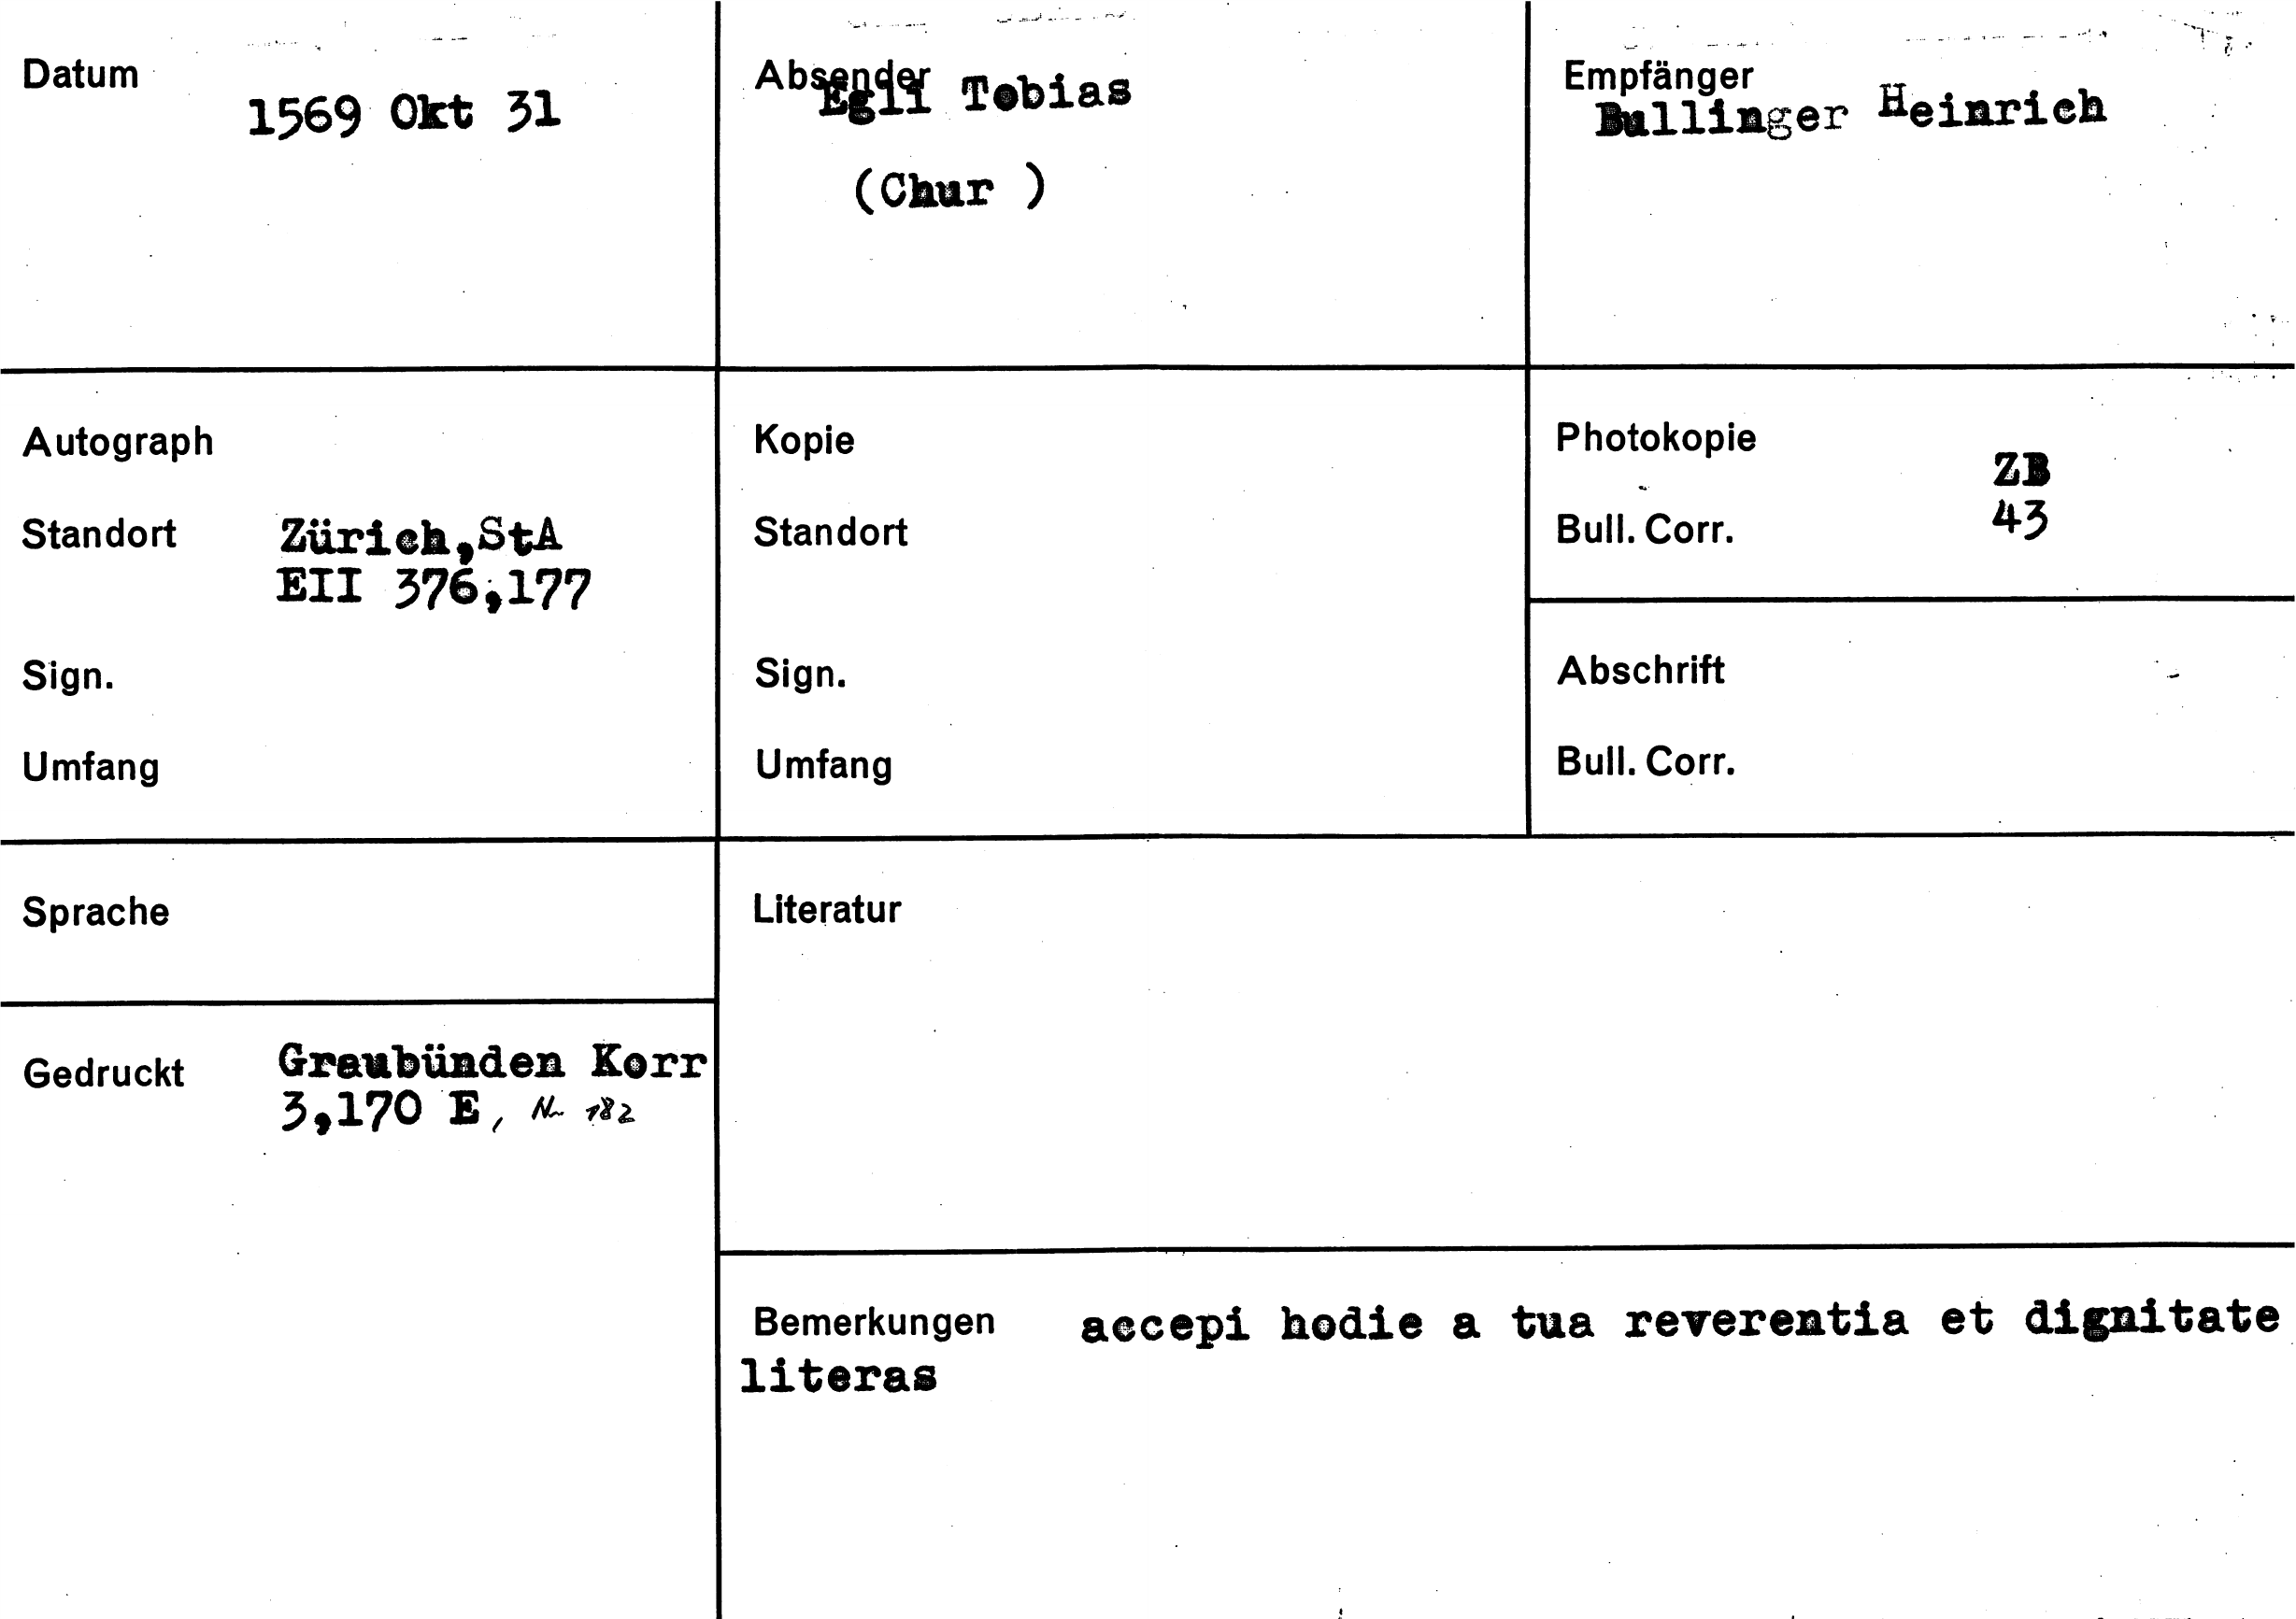 Datum
1569 Okt 31
Absender
Egli Tobias
(Chur )
Empfänger
Bullinger Heinrich
Autograph
Standort Zürich,StA
EII 376,177
Sign.
Umfang
Kopie
Standort
Sign.
Umfang
Photokopie ZB
Bull. Corr. 43
Abschrift
Bull. Corr.
Sprache
Gedruckt Graubünden Korr
3,170 E, Nr 182
Literatur
Bemerkungen accepi hodie a tua reverentia et dignitate
literas